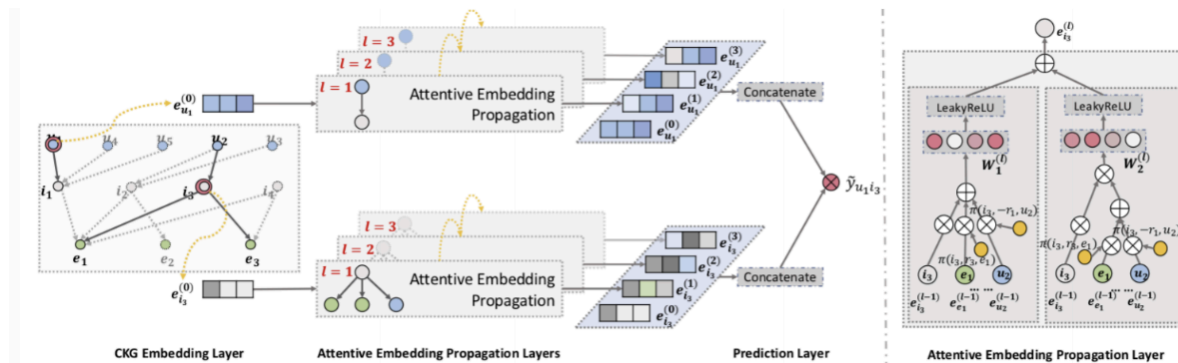 l = 3
l = 2
l = 1
Attentive Embedding
Propagation
e_{u_1}^{(0)}
e_{u_1}^{(3)}
e_{u_1}^{(2)}
e_{u_1}^{(1)}
e_{u_1}^{(0)}
Concatenate
u_4 u_5 u_2 u_3
i_1 i_2 i_3
e_1 e_2 e_3
ỹ_{u_1 i_3}
l = 3
l = 2
l = 1
Attentive Embedding
Propagation
e_{i_3}^{(0)}
e_{i_3}^{(3)}
e_{i_3}^{(2)}
e_{i_3}^{(1)}
e_{i_3}^{(0)}
Concatenate
CKG Embedding Layer
Attentive Embedding Propagation Layers
Prediction Layer
e_{i_3}^{(l)}
LeakyReLU LeakyReLU
W_1^{(l)} W_2^{(l)}
π(i_3, −r_1, u_2) π(i_3, −r_1, u_2)
π(i_3, r_3, e_1) π(i_3, r_3, e_1)
i_3 e_1 u_2 i_3 e_1 u_2
e_{i_3}^{(l-1)} e_{e_1}^{(l-1)} ... ... e_{u_2}^{(l-1)} e_{i_3}^{(l-1)} e_{e_1}^{(l-1)} ... ... e_{u_2}^{(l-1)}
Attentive Embedding Propagation Layer